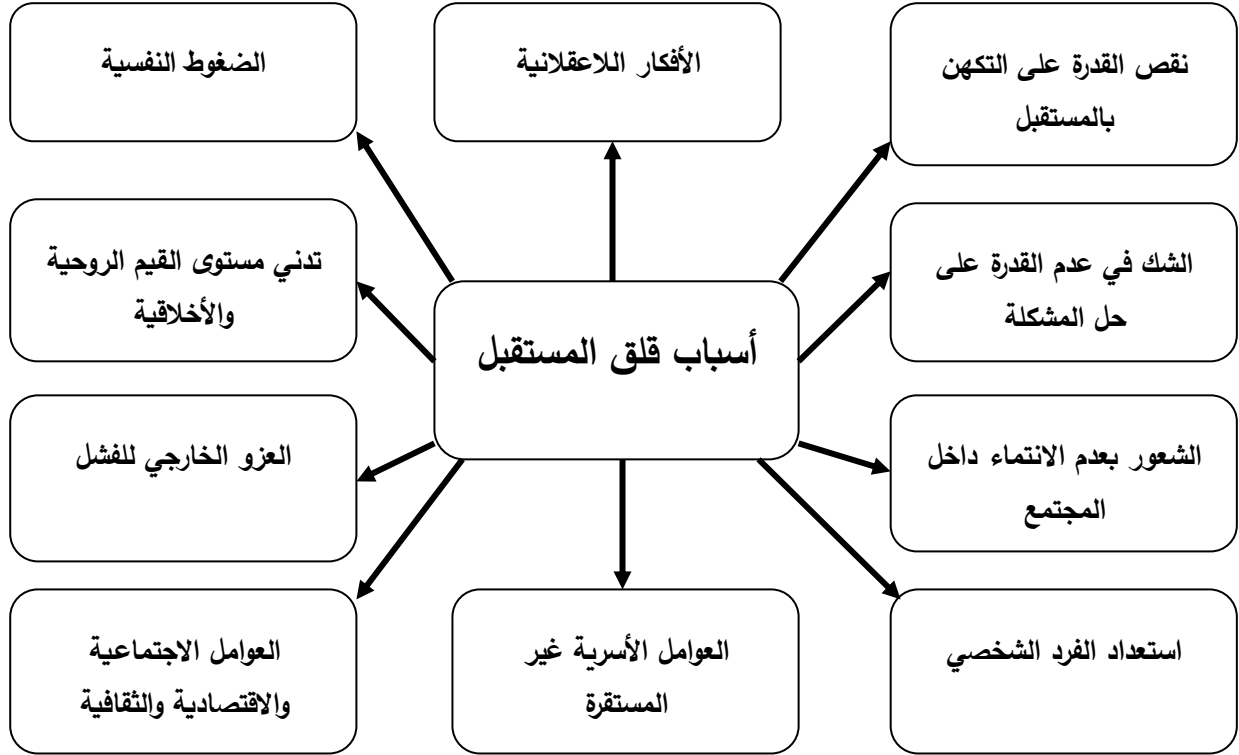 نقص القدرة على التكهن
بالمستقبل
الأفكار اللاعقلانية
الضغوط النفسية
الشك في عدم القدرة على
حل المشكلة
تدني مستوى القيم الروحية
والأخلاقية
أسباب قلق المستقبل
الشعور بعدم الانتماء داخل
المجتمع
العزو الخارجي للفشل
استعداد الفرد الشخصي
العوامل الأسرية غير
المستقرة
العوامل الاجتماعية
والاقتصادية والثقافية